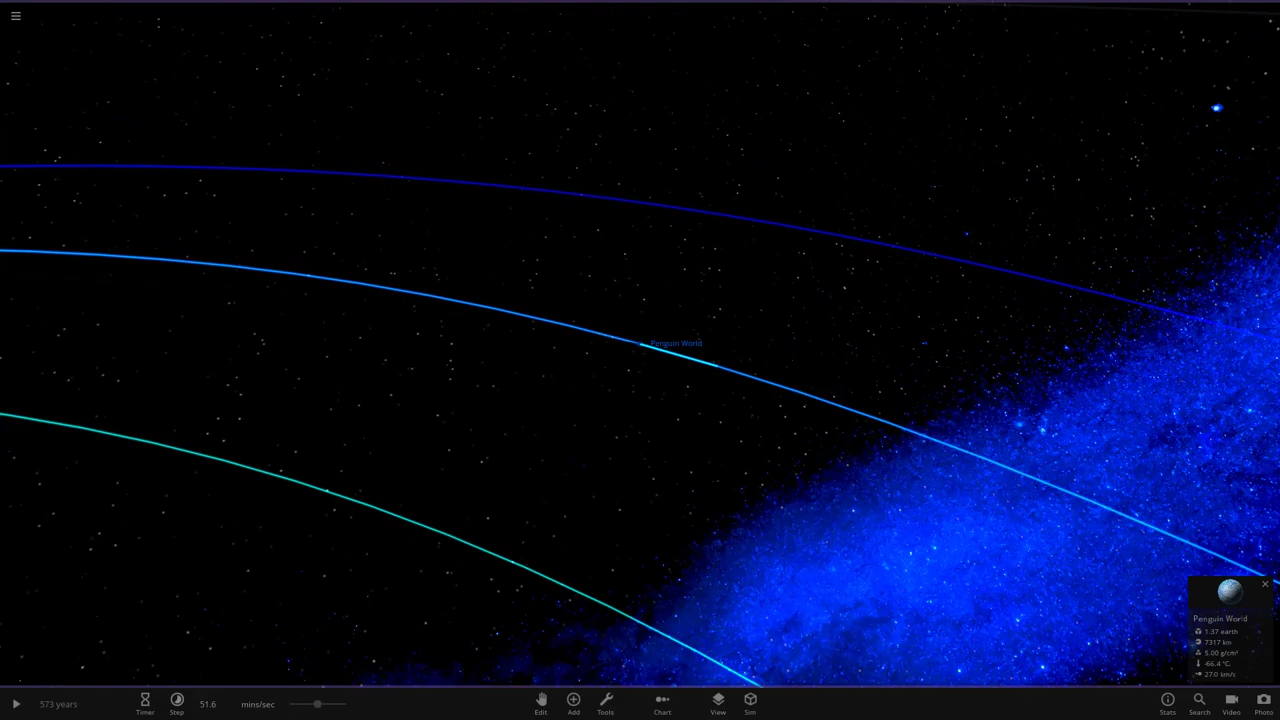 Penguin World
Penguin World
1.37 earth
7317 km
5.00 g/cm³
-66.4 °C
27.0 km/s
573 years
Timer
Step
51.6
mins/sec
Edit
Add
Tools
Chart
View
Sim
Stats
Search
Video
Photo